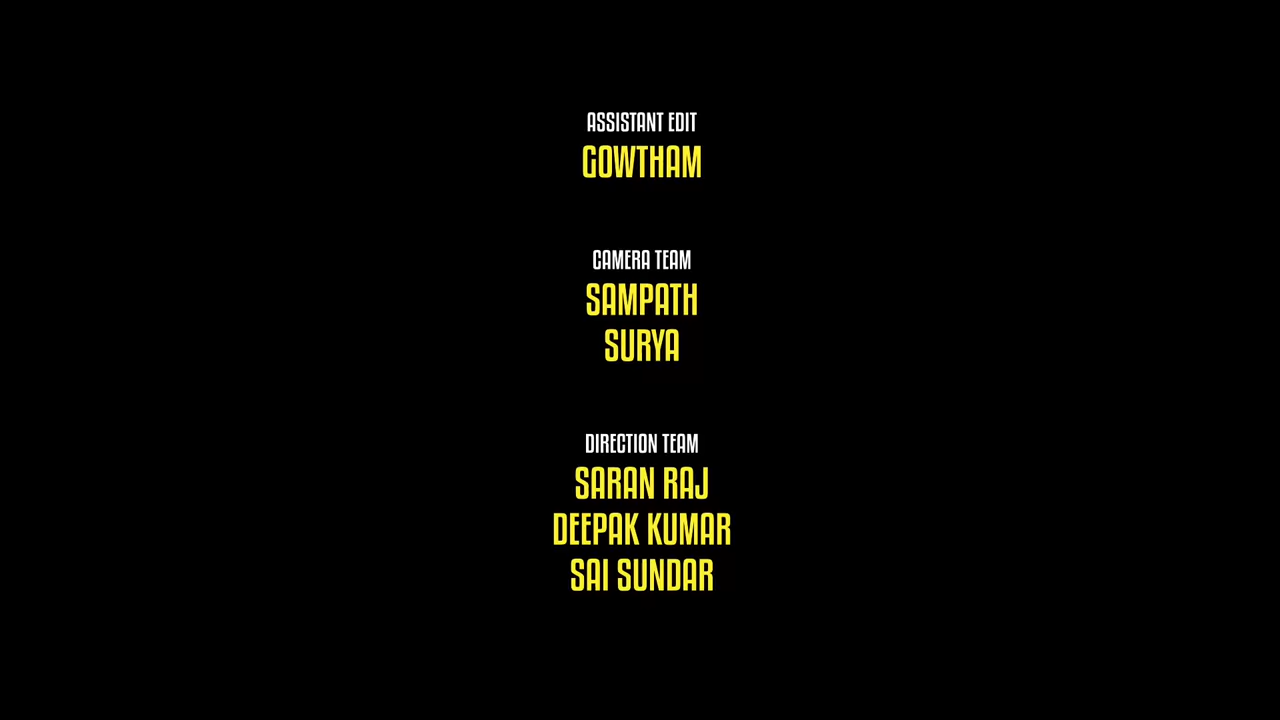 ASSISTANT EDIT
GOWTHAM
CAMERA TEAM
SAMPATH
SURYA
DIRECTION TEAM
SARAN RAJ
DEEPAK KUMAR
SAI SUNDAR